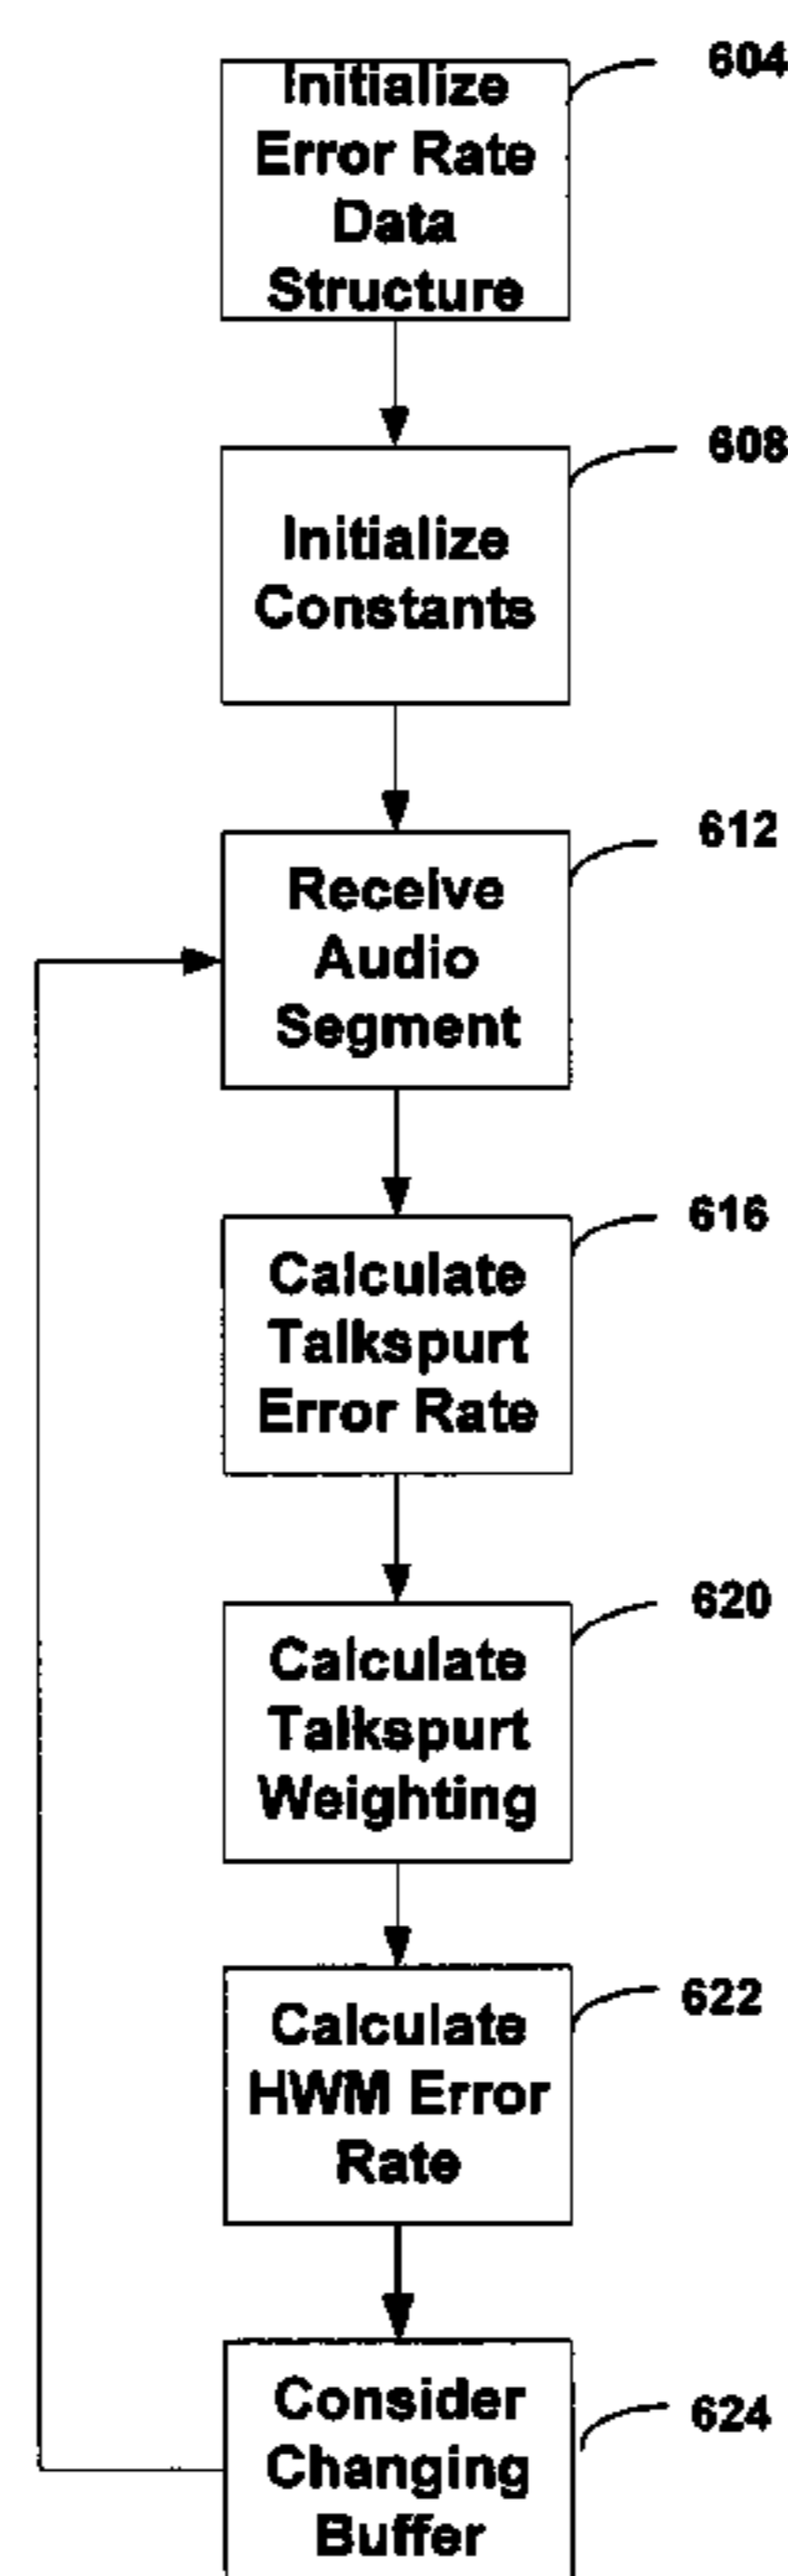 604
Initialize
Error Rate
Data
Structure
608
Initialize
Constants
612
Receive
Audio
Segment
616
Calculate
Talkspurt
Error Rate
620
Calculate
Talkspurt
Weighting
622
Calculate
HWM Error
Rate
624
Consider
Changing
Buffer